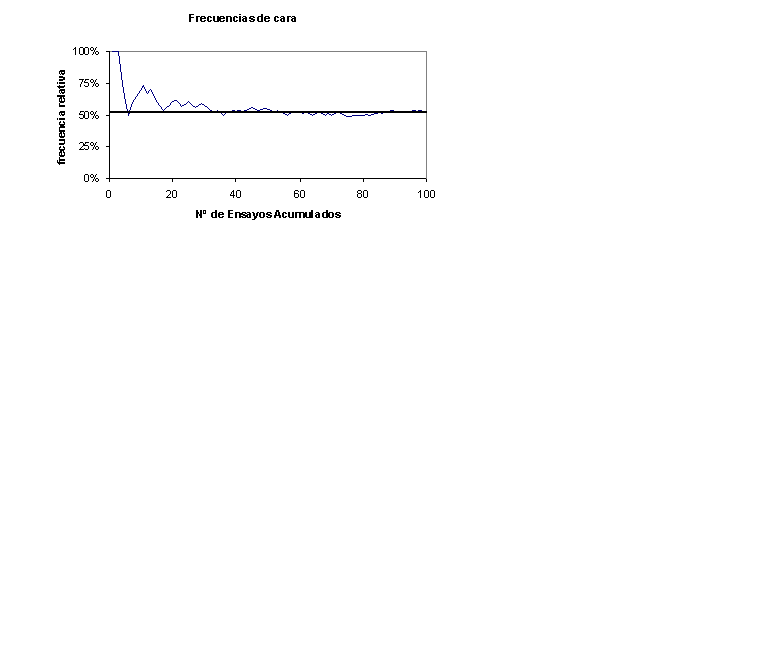 Frecuencias de cara
100%
75%
50%
25%
0%
frecuencia relativa
0 20 40 60 80 100
Nº de Ensayos Acumulados